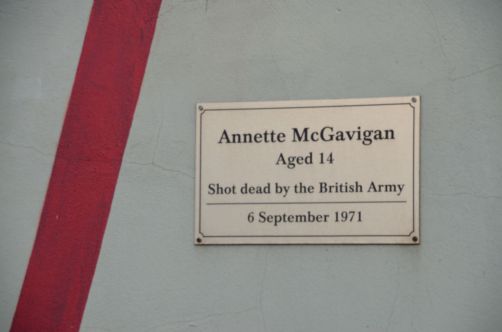 Annette McGavigan
Aged 14
Shot dead by the British Army
6 September 1971